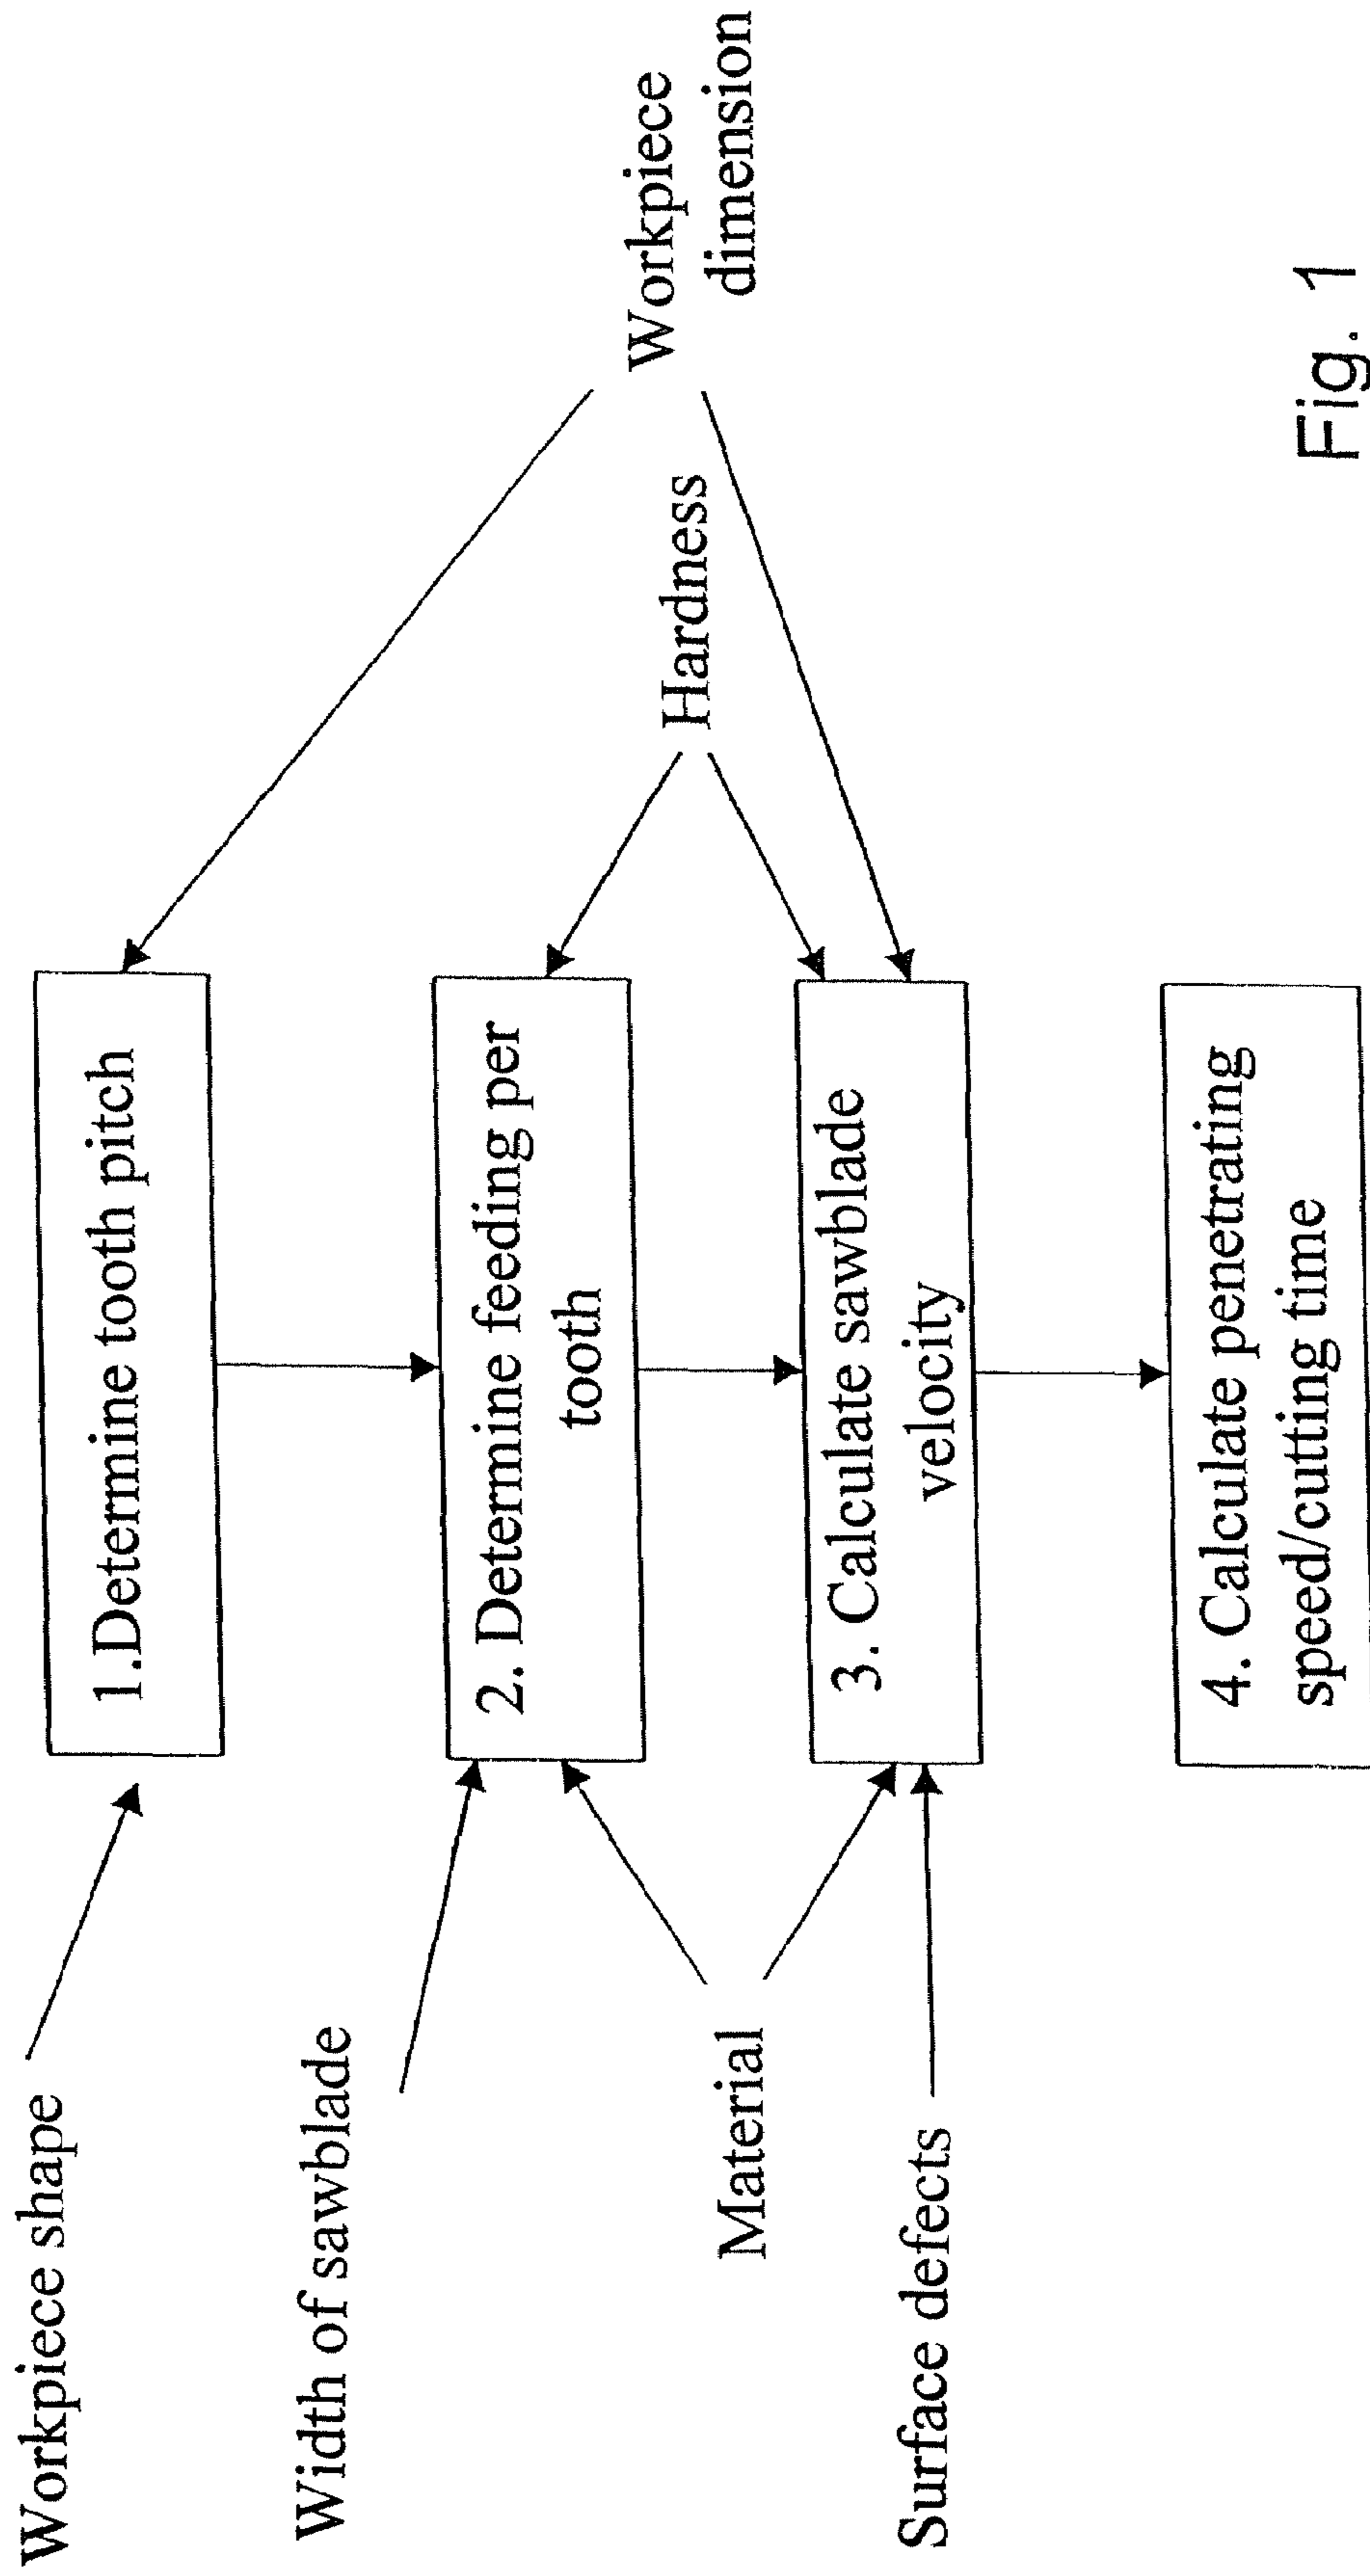 Workpiece shape
1.Determine tooth pitch
Width of sawblade
2. Determine feeding per
tooth
Workpiece
dimension
Hardness
Material
3. Calculate sawblade
velocity
Surface defects
4. Calculate penetrating
speed/cutting time
Fig. 1